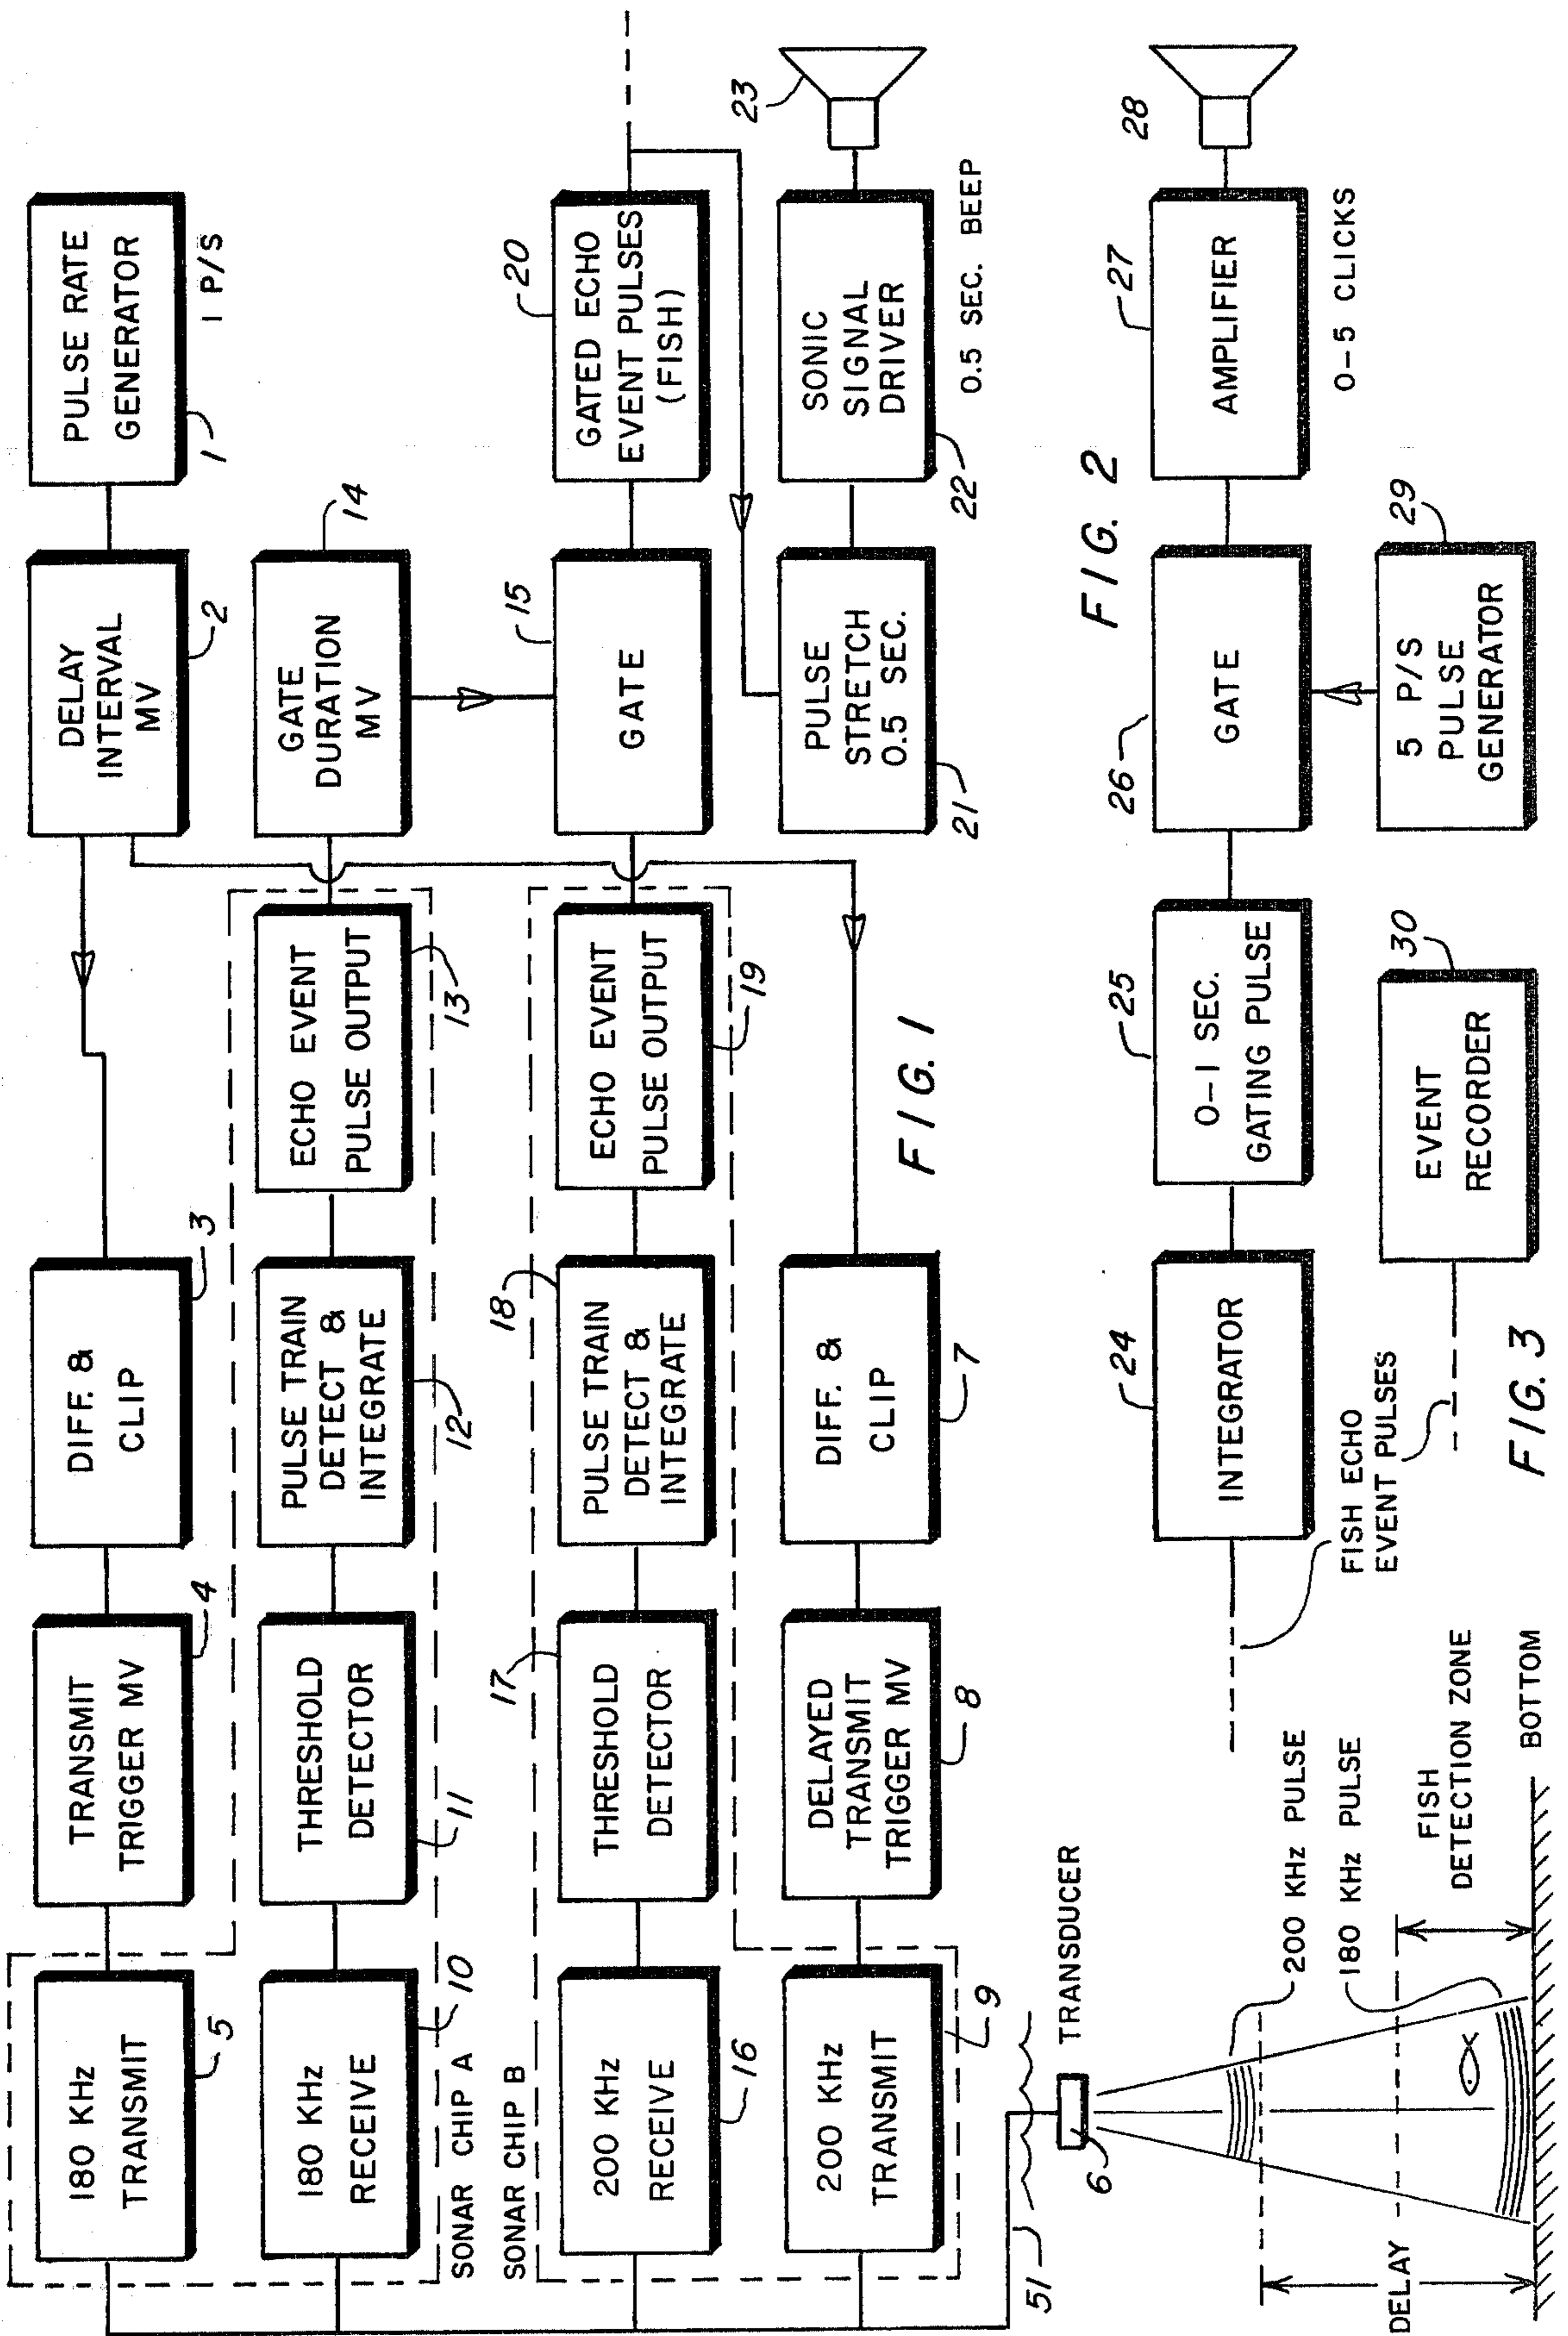 180 KHz
TRANSMIT
5
TRANSMIT
TRIGGER MV
4
DIFF. &
CLIP
3
DELAY
INTERVAL
MV
2
PULSE RATE
GENERATOR
1
1 P/S
180 KHz
RECEIVE
10
THRESHOLD
DETECTOR
11
PULSE TRAIN
DETECT &
INTEGRATE
12
ECHO EVENT
PULSE OUTPUT
13
GATE
DURATION
MV
14
SONAR CHIP A
SONAR CHIP B
200 KHz
RECEIVE
16
THRESHOLD
DETECTOR
17
PULSE TRAIN
DETECT &
INTEGRATE
18
ECHO EVENT
PULSE OUTPUT
19
GATE
15
GATED ECHO
EVENT PULSES
(FISH)
20
200 KHz
TRANSMIT
9
DELAYED
TRANSMIT
TRIGGER MV
8
DIFF. &
CLIP
7
PULSE
STRETCH
0.5 SEC.
21
SONIC
SIGNAL
DRIVER
22
0.5 SEC. BEEP
23
FIG. 1
51
TRANSDUCER
6
200 KHz PULSE
180 KHz PULSE
FISH
DETECTION ZONE
BOTTOM
DELAY
FIG. 2
INTEGRATOR
24
0-1 SEC.
GATING PULSE
25
GATE
26
AMPLIFIER
27
0-5 CLICKS
28
5 P/S
PULSE
GENERATOR
29
FISH ECHO
EVENT PULSES
EVENT
RECORDER
30
FIG. 3